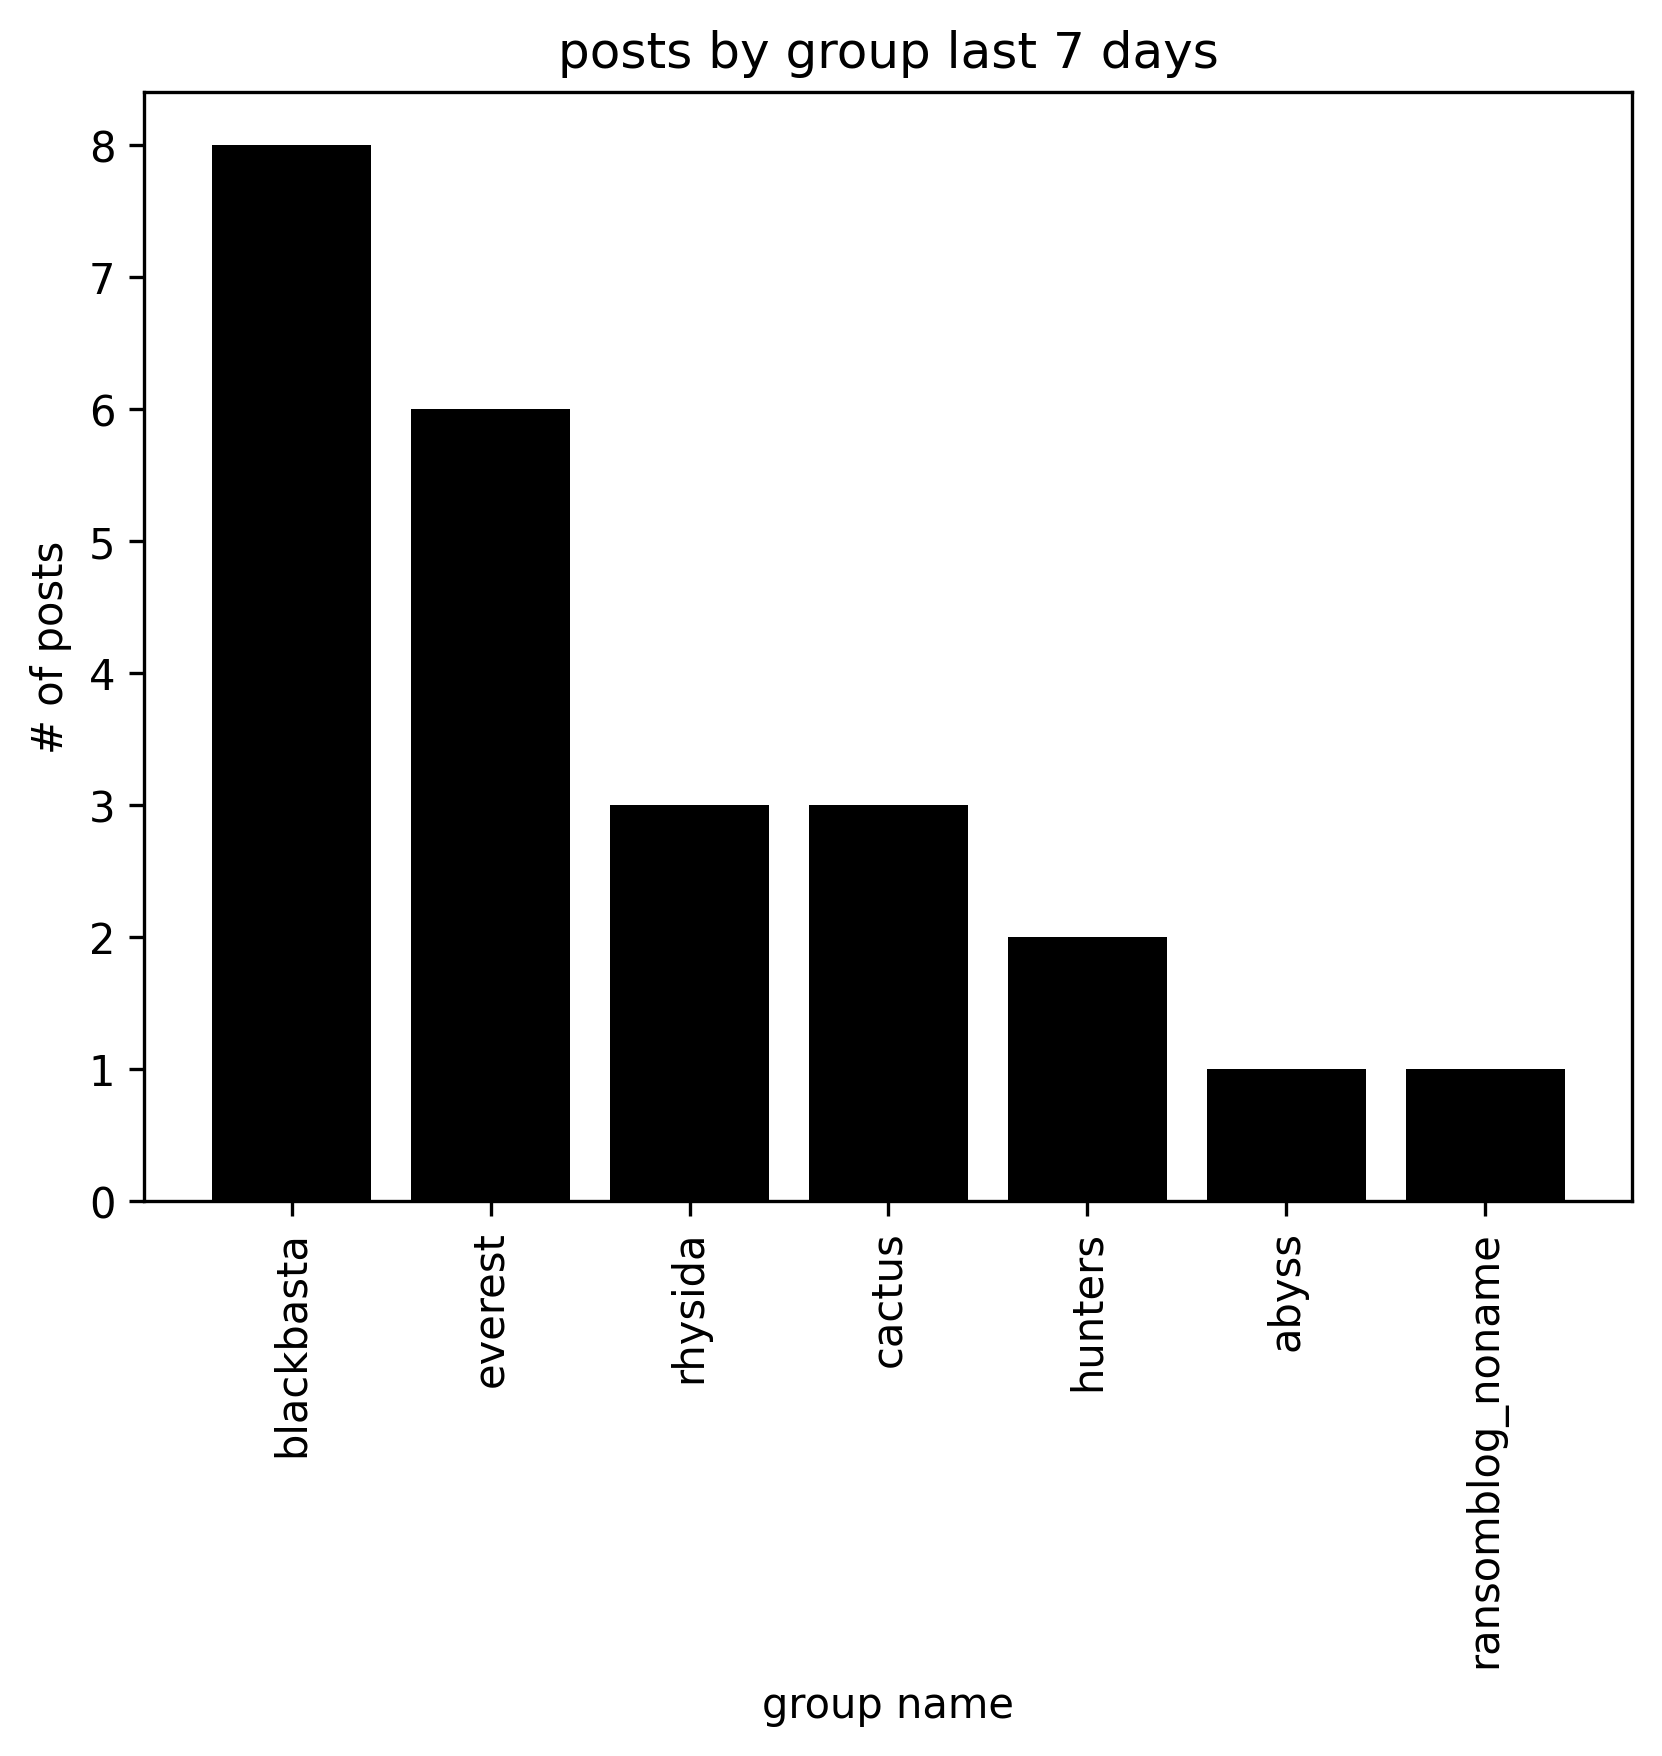 posts by group last 7 days
8
7
6
5
4
3
2
1
0
# of posts
blackbasta
everest
rhysida
cactus
hunters
abyss
ransomblog_noname
group name